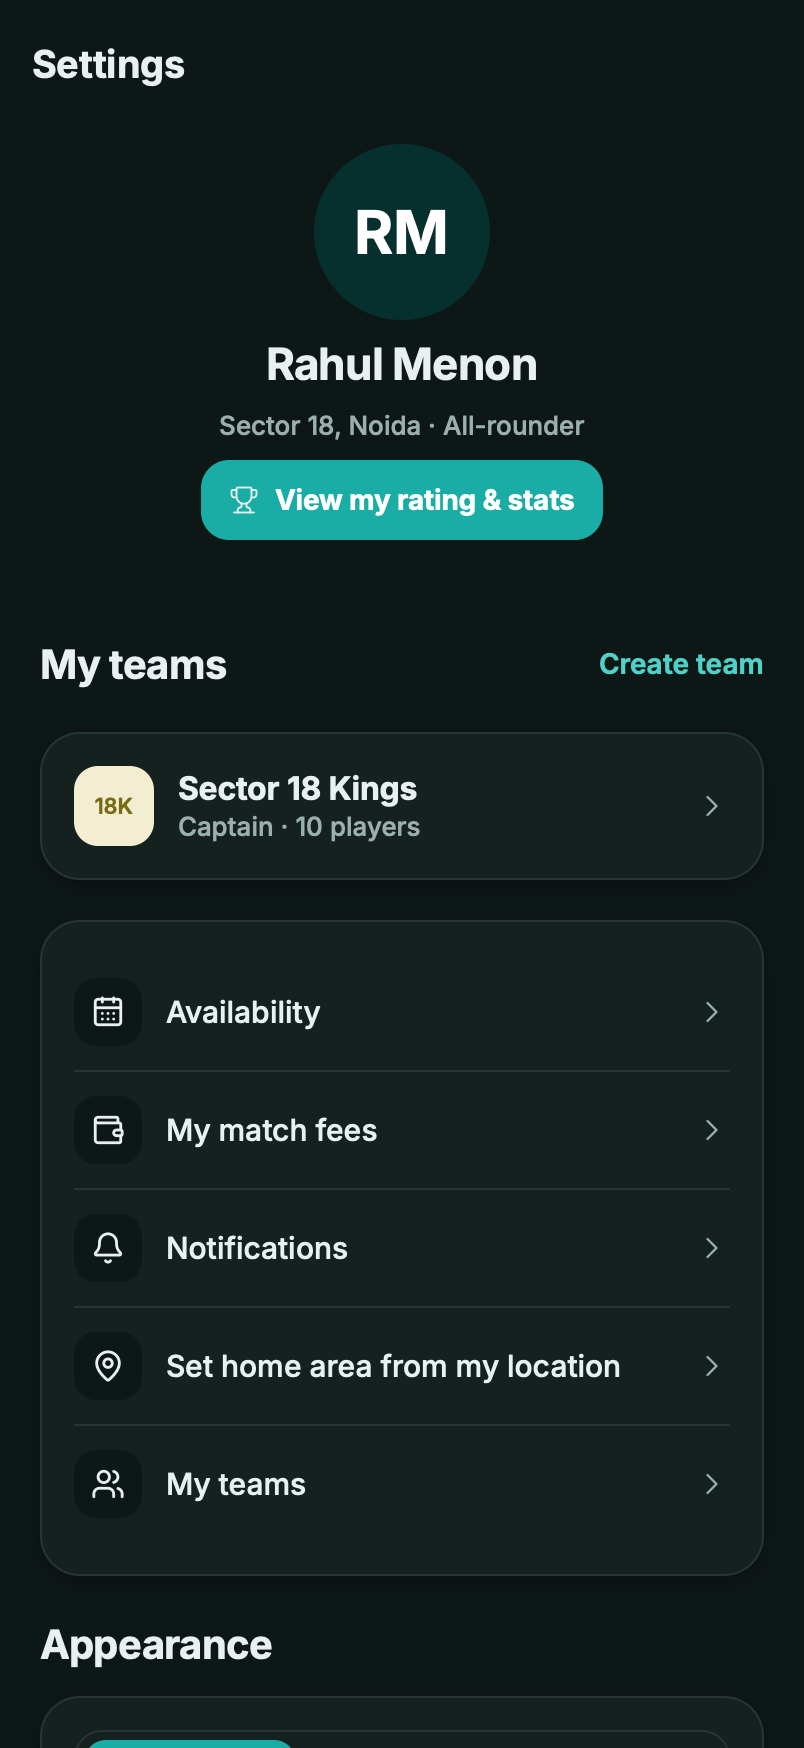 Settings
RM
Rahul Menon
Sector 18, Noida · All-rounder
View my rating & stats
My teams
Create team
18K
Sector 18 Kings
Captain · 10 players
Availability
My match fees
Notifications
Set home area from my location
My teams
Appearance